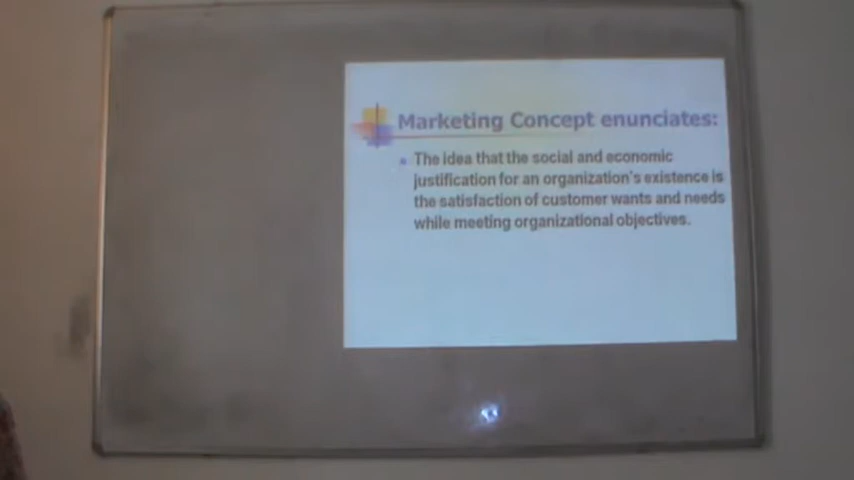 Marketing Concept enunciates:
The idea that the social and economic
justification for an organization's existence is
the satisfaction of customer wants and needs
while meeting organizational objectives.